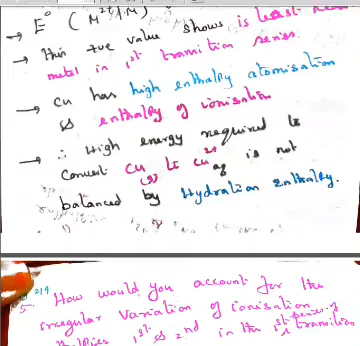 → E° (M²⁺/M)
→ This +ve value shows is least
metal in 1st transition series
→ Cu has high enthalpy atomisation
is enthalpy of ionisation
→ ∴ High energy required to
convert Cu(s) to Cu²⁺aq is not
balanced by Hydration Enthalpy.
5. How would you account for the
irregular variation of ionisation
1st & 2nd in the 1st series of transition